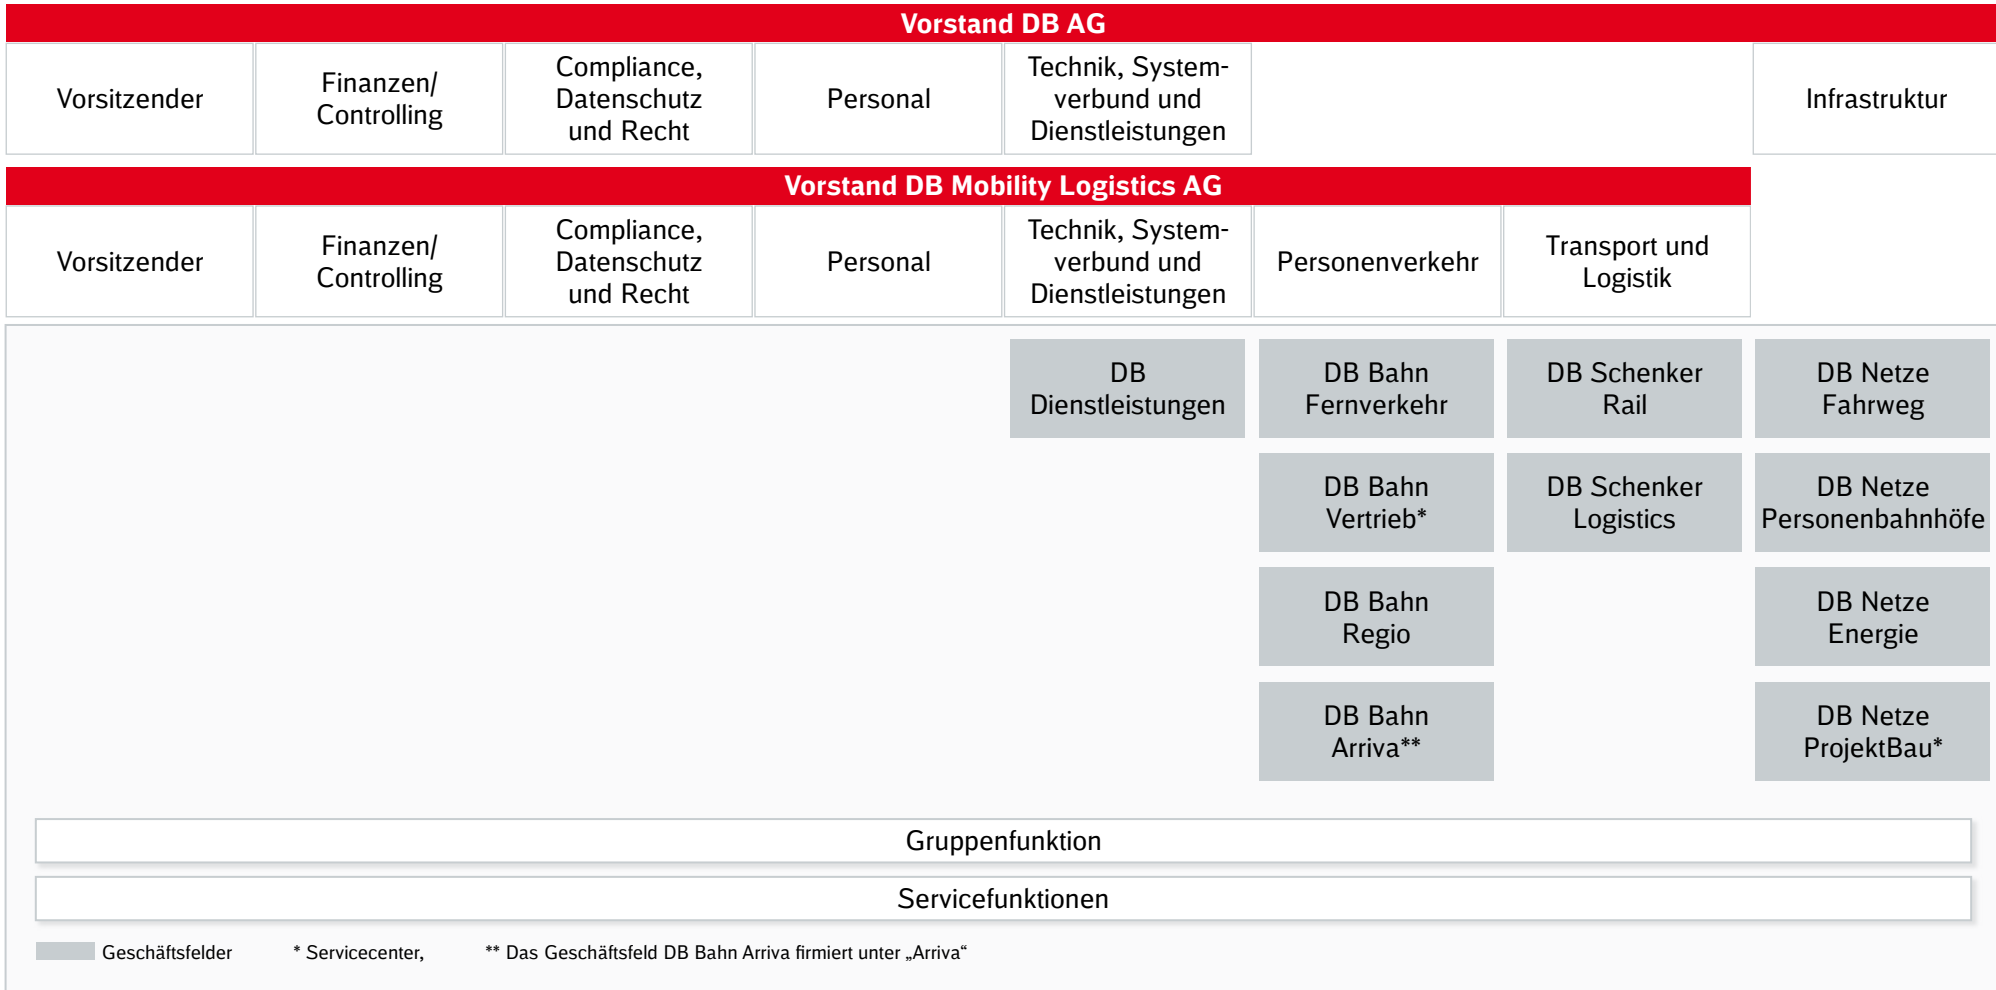 Vorstand DB AG
Vorsitzender
Finanzen/
Controlling
Compliance,
Datenschutz
und Recht
Personal
Technik, System-
verbund und
Dienstleistungen
Infrastruktur
Vorstand DB Mobility Logistics AG
Vorsitzender
Finanzen/
Controlling
Compliance,
Datenschutz
und Recht
Personal
Technik, System-
verbund und
Dienstleistungen
Personenverkehr
Transport und
Logistik
DB
Dienstleistungen
DB Bahn
Fernverkehr
DB Schenker
Rail
DB Netze
Fahrweg
DB Bahn
Vertrieb*
DB Schenker
Logistics
DB Netze
Personenbahnhöfe
DB Bahn
Regio
DB Netze
Energie
DB Bahn
Arriva**
DB Netze
ProjektBau*
Gruppenfunktion
Servicefunktionen
Geschäftsfelder * Servicecenter, ** Das Geschäftsfeld DB Bahn Arriva firmiert unter „Arriva“